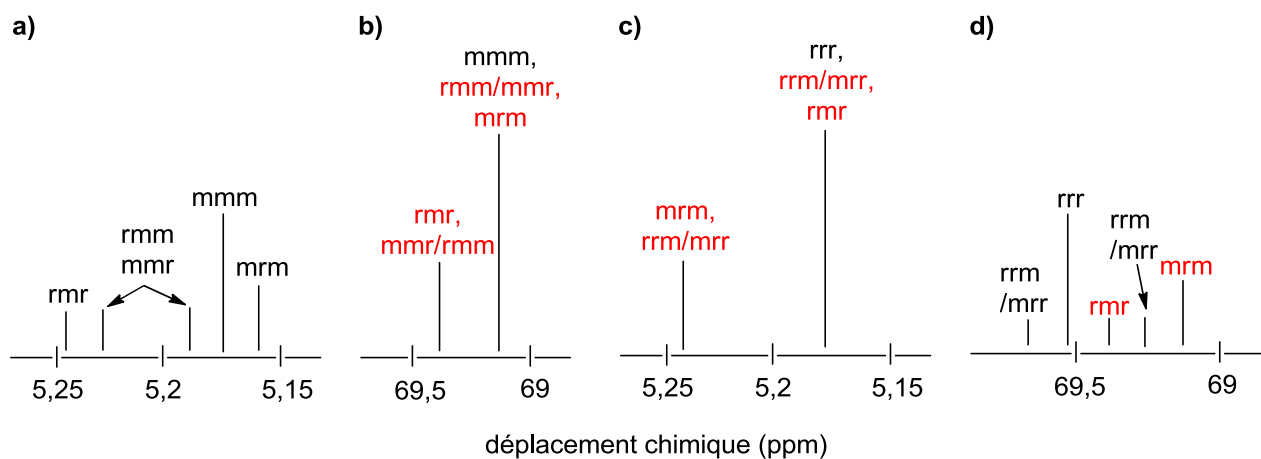 a)
rmr
rmm
mmr
mmm
mrm
5,25
5,2
5,15
b)
mmm,
rmm/mmr,
mrm
rmr,
mmr/rmm
69,5
69
c)
rrr,
rrm/mrr,
rmr
mrm,
rrm/mrr
5,25
5,2
5,15
d)
rrm
/mrr
rrr
rmr
rrm
/mrr
mrm
69,5
69
déplacement chimique (ppm)